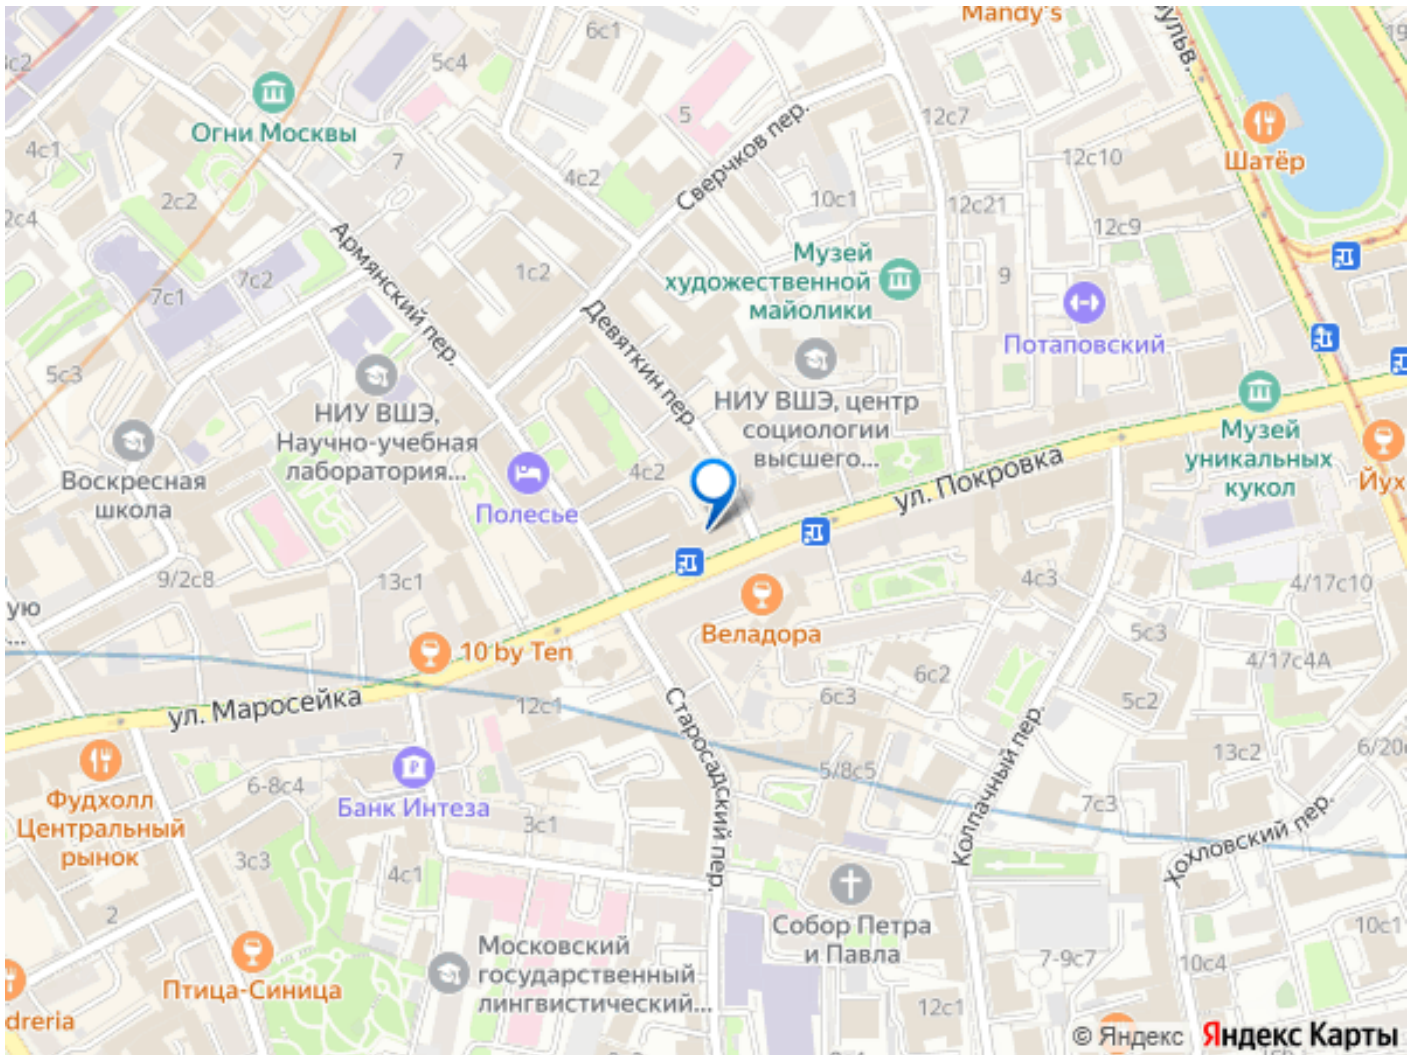 Mandy's
6с1
5с4
5
12с7
Огни Москвы
4с1
7
4с2
Сверчков пер.
12с10
Шатёр
2с2
2с4
10с1
12с21
12с9
Армянский пер.
1с2
Музей
художественной
майолики
9
7с2
7с1
Девяткин пер.
Потаповский
5с3
НИУ ВШЭ,
Научно-учебная
лаборатория...
НИУ ВШЭ, центр
социологии
высшего...
Музей
уникальных
кукол
Воскресная
школа
4с2
Полесье
ул. Покровка
Йух
9/2с8
13с1
4с3
4/17с10
ую
...
Веладора
5с3
10 by Ten
4/17с4А
6с2
6с3
5с2
ул. Маросейка
12с1
Старосадский пер.
Колпачный пер.
13с2
6/20с
5/8с5
6-8с4
Банк Интеза
7с3
Хохловский пер.
Фудхолл
Центральный
рынок
3с1
3с3
4с1
2
Собор Петра
и Павла
10с1
Московский
государственный
лингвистический...
7-9с7
10с4
Птица-Синица
12с1
dreria
© Яндекс Яндекс Карты